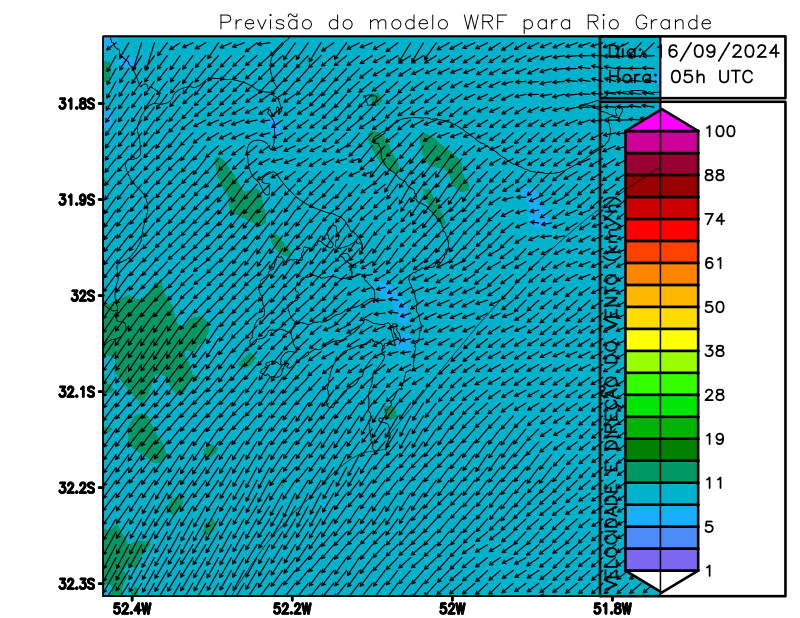 Previsão do modelo WRF para Rio Grande
Dia: 16/09/2024
Hora: 05h UTC
31.8S
31.9S
32S
32.1S
32.2S
32.3S
52.4W
52.2W
52W
51.8W
VELOCIDADE E DIREÇÃO DO VENTO (km/h)
100
88
74
61
50
38
28
19
11
5
1